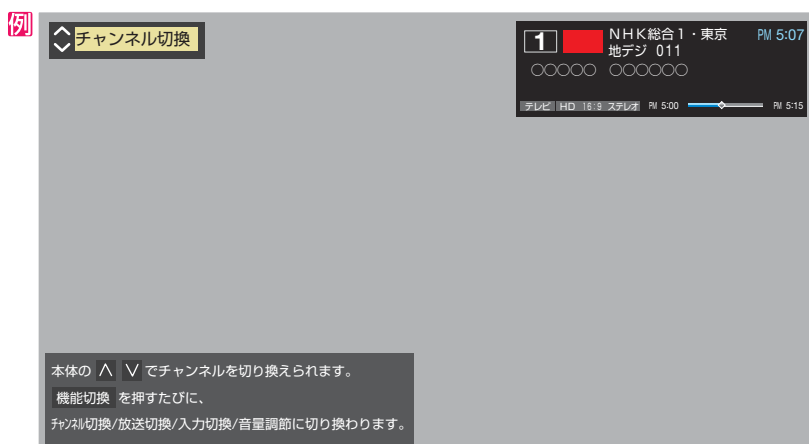 例
チャンネル切換
1 NHK総合1・東京 PM 5:07
地デジ 011
○○○○○ ○○○○○○
テレビ HD 16:9 ステレオ PM 5:00 PM 5:15
本体の ∧ ∨ でチャンネルを切り換えられます。
機能切換 を押すたびに、
チャンネル切換/放送切換/入力切換/音量調節に切り換わります。